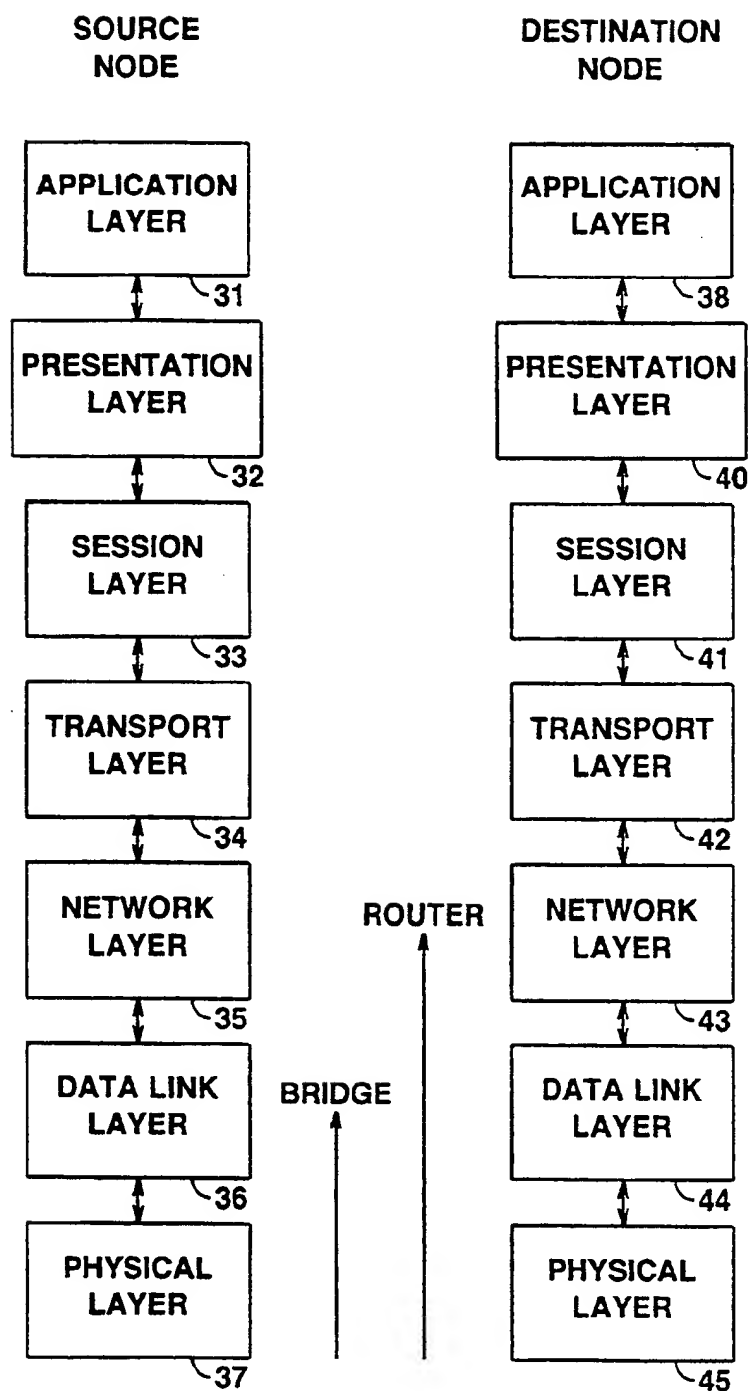 SOURCE
NODE
DESTINATION
NODE
APPLICATION
LAYER
31
APPLICATION
LAYER
38
PRESENTATION
LAYER
32
PRESENTATION
LAYER
40
SESSION
LAYER
33
SESSION
LAYER
41
TRANSPORT
LAYER
34
TRANSPORT
LAYER
42
NETWORK
LAYER
35
ROUTER
NETWORK
LAYER
43
DATA LINK
LAYER
36
BRIDGE
DATA LINK
LAYER
44
PHYSICAL
LAYER
37
PHYSICAL
LAYER
45